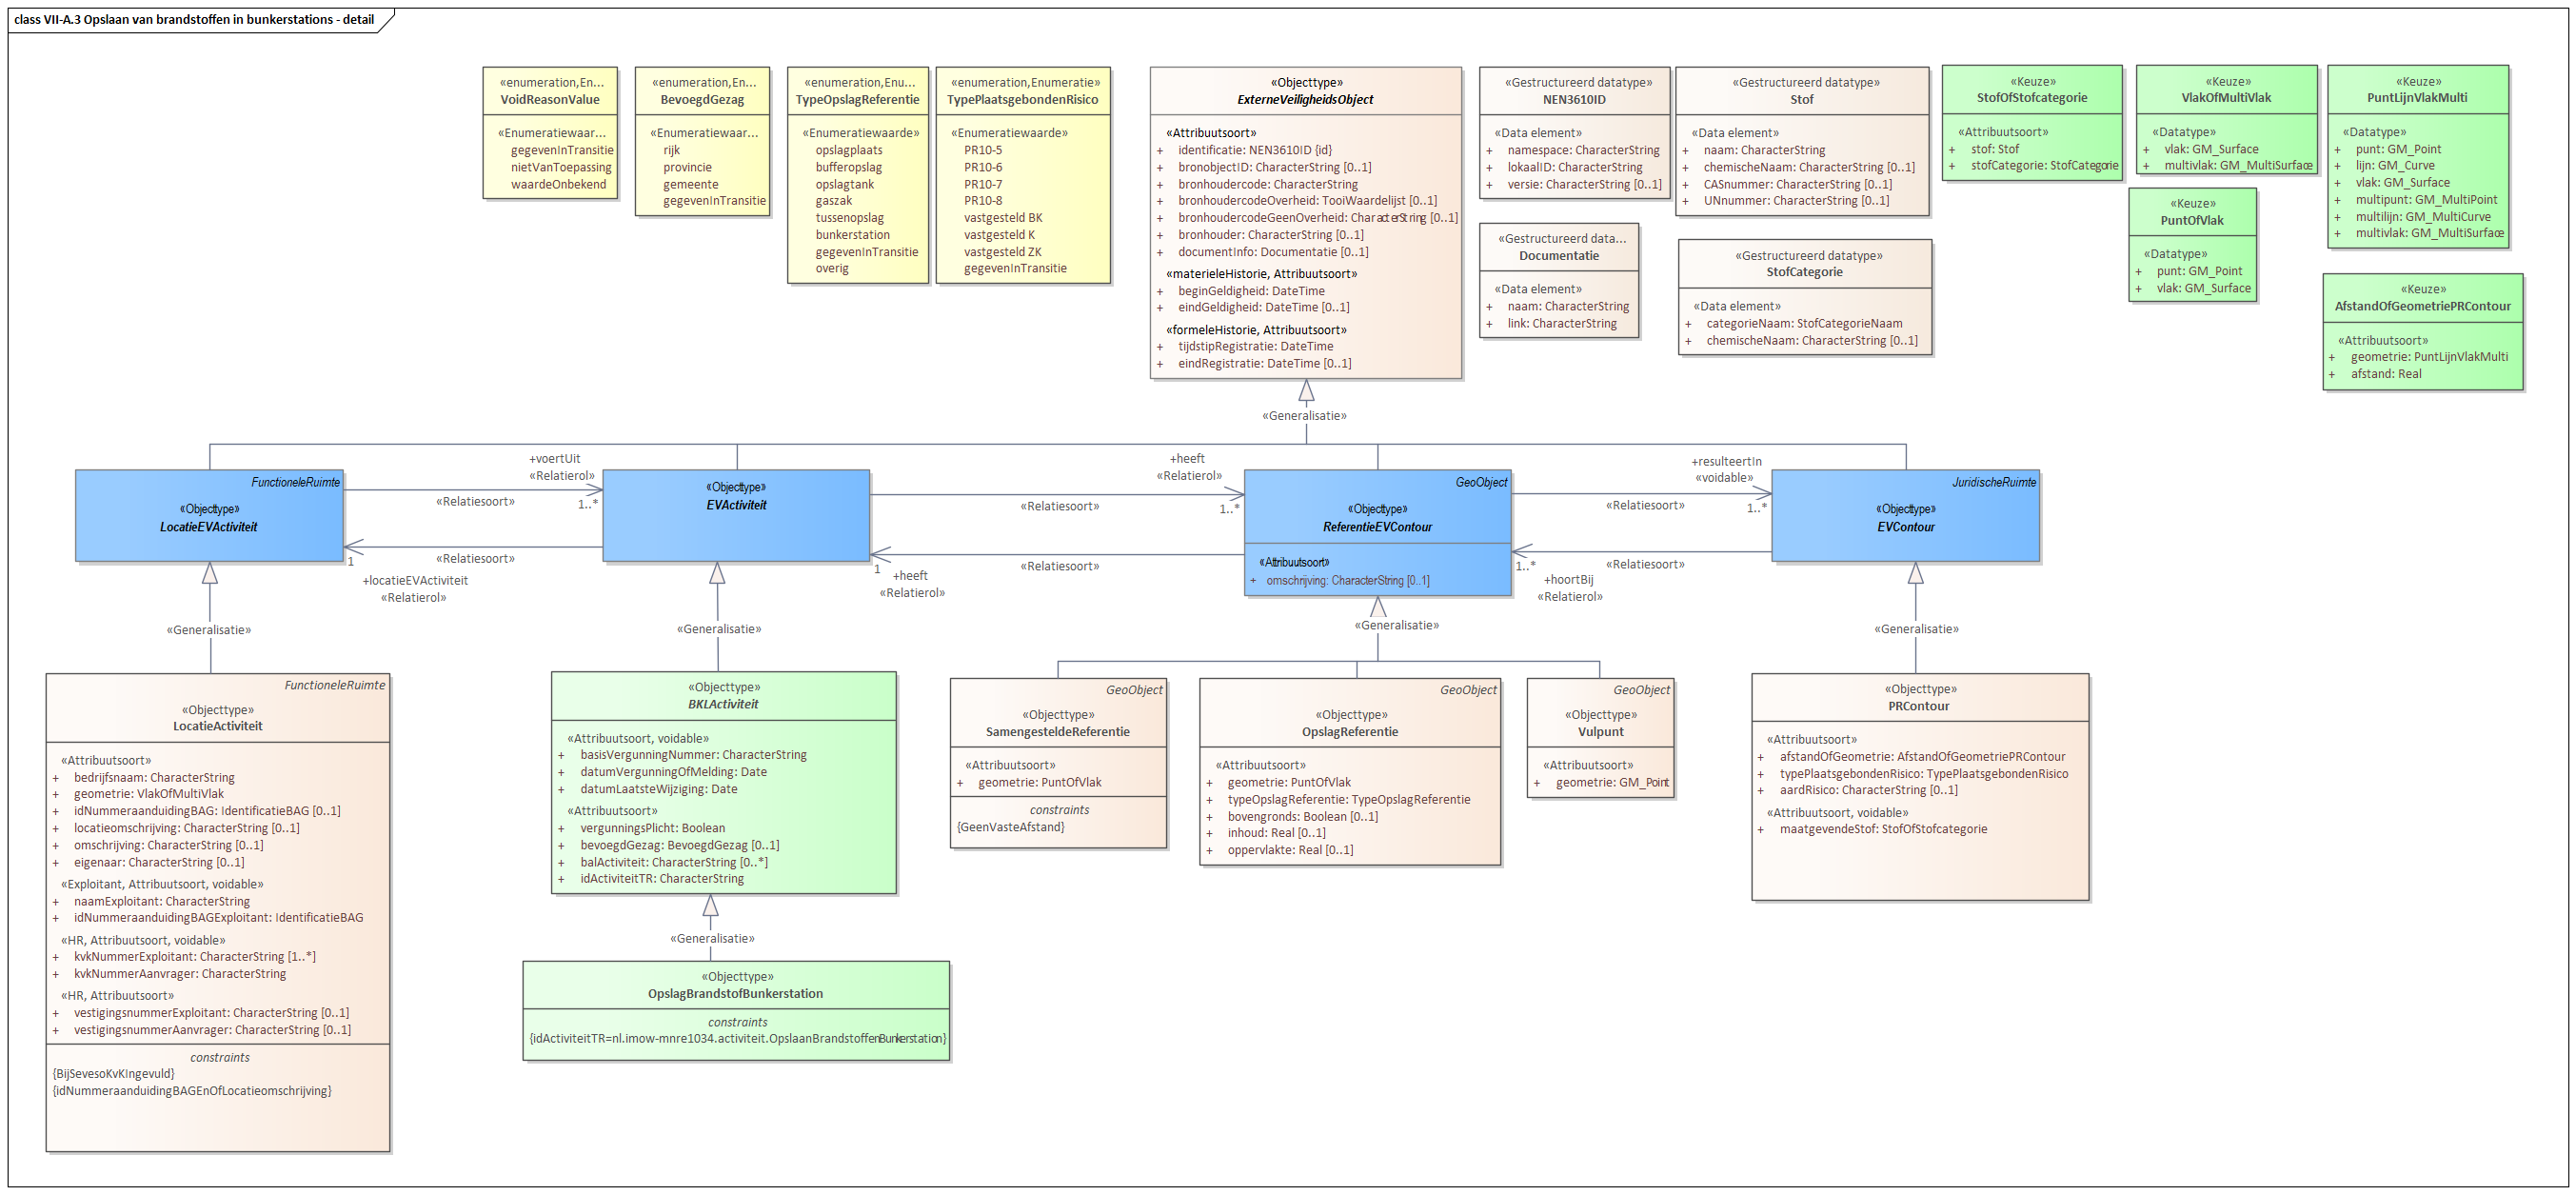 class VII-A.3 Opslaan van brandstoffen in bunkerstations - detail
«enumeration,En...
VoidReasonValue
«Enumeratiewaar...
gegevenInTransitie
nietVanToepassing
waardeOnbekend
«enumeration,En...
BevoegdGezag
«Enumeratiewaar...
rijk
provincie
gemeente
gegevenInTransitie
«enumeration,Enu...
TypeOpslagReferentie
«Enumeratiewaarde»
opslagplaats
bufferopslag
opslagtank
gaszak
tussenopslag
bunkerstation
gegevenInTransitie
overig
«enumeration,Enumeratie»
TypePlaatsgebondenRisico
«Enumeratiewaarde»
PR10-5
PR10-6
PR10-7
PR10-8
vastgesteld BK
vastgesteld K
vastgesteld ZK
gegevenInTransitie
«Objecttype»
ExterneVeiligheidsObject
«Attribuutsoort»
+ identificatie: NEN3610ID {id}
+ bronobjectID: CharacterString [0..1]
+ bronhoudercode: CharacterString
+ bronhoudercodeOverheid: TooiWaardelijst [0..1]
+ bronhoudercodeGeenOverheid: CharacterString [0..1]
+ bronhouder: CharacterString [0..1]
+ documentInfo: Documentatie [0..1]
«materieleHistorie, Attribuutsoort»
+ beginGeldigheid: DateTime
+ eindGeldigheid: DateTime [0..1]
«formeleHistorie, Attribuutsoort»
+ tijdstipRegistratie: DateTime
+ eindRegistratie: DateTime [0..1]
«Gestructureerd datatype»
NEN3610ID
«Data element»
+ namespace: CharacterString
+ lokaalID: CharacterString
+ versie: CharacterString [0..1]
«Gestructureerd data...
Documentatie
«Data element»
+ naam: CharacterString
+ link: CharacterString
«Gestructureerd datatype»
Stof
«Data element»
+ naam: CharacterString
+ chemischeNaam: CharacterString [0..1]
+ CASnummer: CharacterString [0..1]
+ UNnummer: CharacterString [0..1]
«Gestructureerd datatype»
StofCategorie
«Data element»
+ categorieNaam: StofCategorieNaam
+ chemischeNaam: CharacterString [0..1]
«Keuze»
StofOfStofcategorie
«Attribuutsoort»
+ stof: Stof
+ stofCategorie: StofCategorie
«Keuze»
VlakOfMultiVlak
«Datatype»
+ vlak: GM_Surface
+ multivlak: GM_MultiSurface
«Keuze»
PuntOfVlak
«Datatype»
+ punt: GM_Point
+ vlak: GM_Surface
«Keuze»
PuntLijnVlakMulti
«Datatype»
+ punt: GM_Point
+ lijn: GM_Curve
+ vlak: GM_Surface
+ multipunt: GM_MultiPoint
+ multilijn: GM_MultiCurve
+ multivlak: GM_MultiSurface
«Keuze»
AfstandOfGeometriePRContour
«Attribuutsoort»
+ geometrie: PuntLijnVlakMulti
+ afstand: Real
«Generalisatie»
FunctioneleRuimte
«Objecttype»
LocatieEVActiviteit
+voertUit
«Relatierol»
«Relatiesoort»
1..*
«Relatiesoort»
1
+locatieEVActiviteit
«Relatierol»
«Objecttype»
EVActiviteit
+heeft
«Relatierol»
«Relatiesoort»
1..*
«Relatiesoort»
1
+heeft
«Relatierol»
GeoObject
«Objecttype»
ReferentieEVContour
«Attribuutsoort»
+ omschrijving: CharacterString [0..1]
+resulteertIn
«voidable»
«Relatiesoort»
1..*
«Relatiesoort»
1..*
+hoortBij
«Relatierol»
JuridischeRuimte
«Objecttype»
EVContour
«Generalisatie»
«Generalisatie»
«Generalisatie»
«Generalisatie»
FunctioneleRuimte
«Objecttype»
LocatieActiviteit
«Attribuutsoort»
+ bedrijfsnaam: CharacterString
+ geometrie: VlakOfMultiVlak
+ idNummeraanduidingBAG: IdentificatieBAG [0..1]
+ locatieomschrijving: CharacterString [0..1]
+ omschrijving: CharacterString [0..1]
+ eigenaar: CharacterString [0..1]
«Exploitant, Attribuutsoort, voidable»
+ naamExploitant: CharacterString
+ idNummeraanduidingBAGExploitant: IdentificatieBAG
«HR, Attribuutsoort, voidable»
+ kvkNummerExploitant: CharacterString [1..*]
+ kvkNummerAanvrager: CharacterString
«HR, Attribuutsoort»
+ vestigingsnummerExploitant: CharacterString [0..1]
+ vestigingsnummerAanvrager: CharacterString [0..1]
constraints
{BijSevesoKvKIngevuld}
{idNummeraanduidingBAGEnOfLocatieomschrijving}
«Objecttype»
BKLActiviteit
«Attribuutsoort, voidable»
+ basisVergunningNummer: CharacterString
+ datumVergunningOfMelding: Date
+ datumLaatsteWijziging: Date
«Attribuutsoort»
+ vergunningsPlicht: Boolean
+ bevoegdGezag: BevoegdGezag [0..1]
+ balActiviteit: CharacterString [0..*]
+ idActiviteitTR: CharacterString
«Generalisatie»
«Objecttype»
OpslagBrandstofBunkerstation
constraints
{idActiviteitTR=nl.imow-mnre1034.activiteit.OpslaanBrandstoffenBunkerstation}
GeoObject
«Objecttype»
SamengesteldeReferentie
«Attribuutsoort»
+ geometrie: PuntOfVlak
constraints
{GeenVasteAfstand}
GeoObject
«Objecttype»
OpslagReferentie
«Attribuutsoort»
+ geometrie: PuntOfVlak
+ typeOpslagReferentie: TypeOpslagReferentie
+ bovengronds: Boolean [0..1]
+ inhoud: Real [0..1]
+ oppervlakte: Real [0..1]
GeoObject
«Objecttype»
Vulpunt
«Attribuutsoort»
+ geometrie: GM_Point
«Objecttype»
PRContour
«Attribuutsoort»
+ afstandOfGeometrie: AfstandOfGeometriePRContour
+ typePlaatsgebondenRisico: TypePlaatsgebondenRisico
+ aardRisico: CharacterString [0..1]
«Attribuutsoort, voidable»
+ maatgevendeStof: StofOfStofcategorie